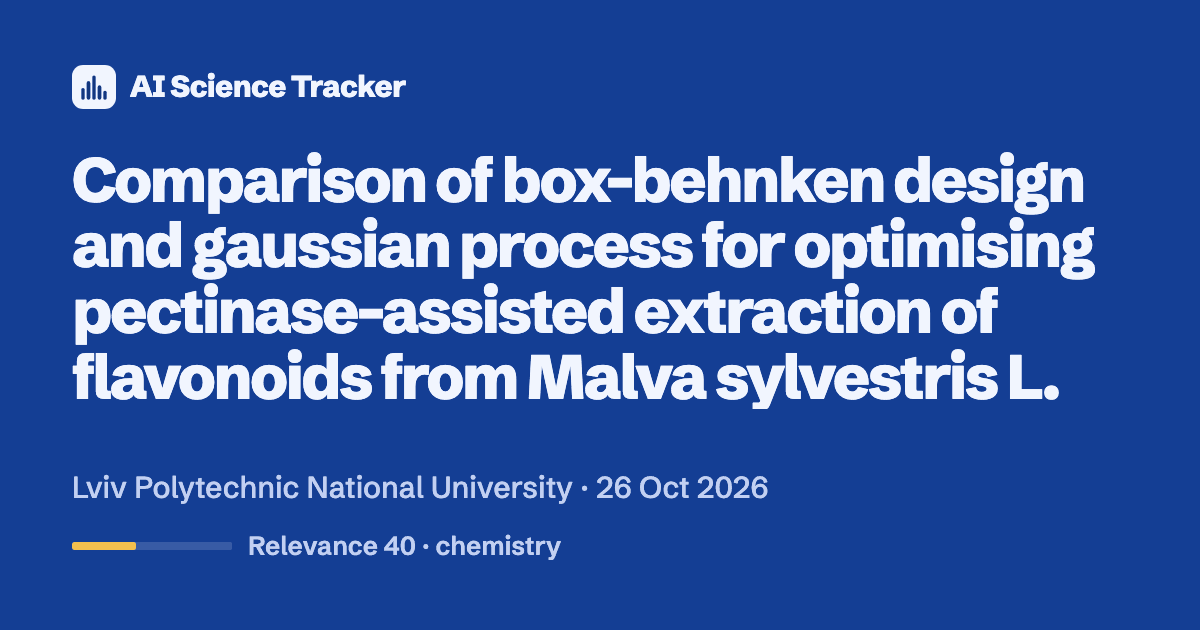 AI Science Tracker
Comparison of box-behnken design
and gaussian process for optimising
pectinase-assisted extraction of
flavonoids from Malva sylvestris L.
Lviv Polytechnic National University · 26 Oct 2026
Relevance 40 · chemistry